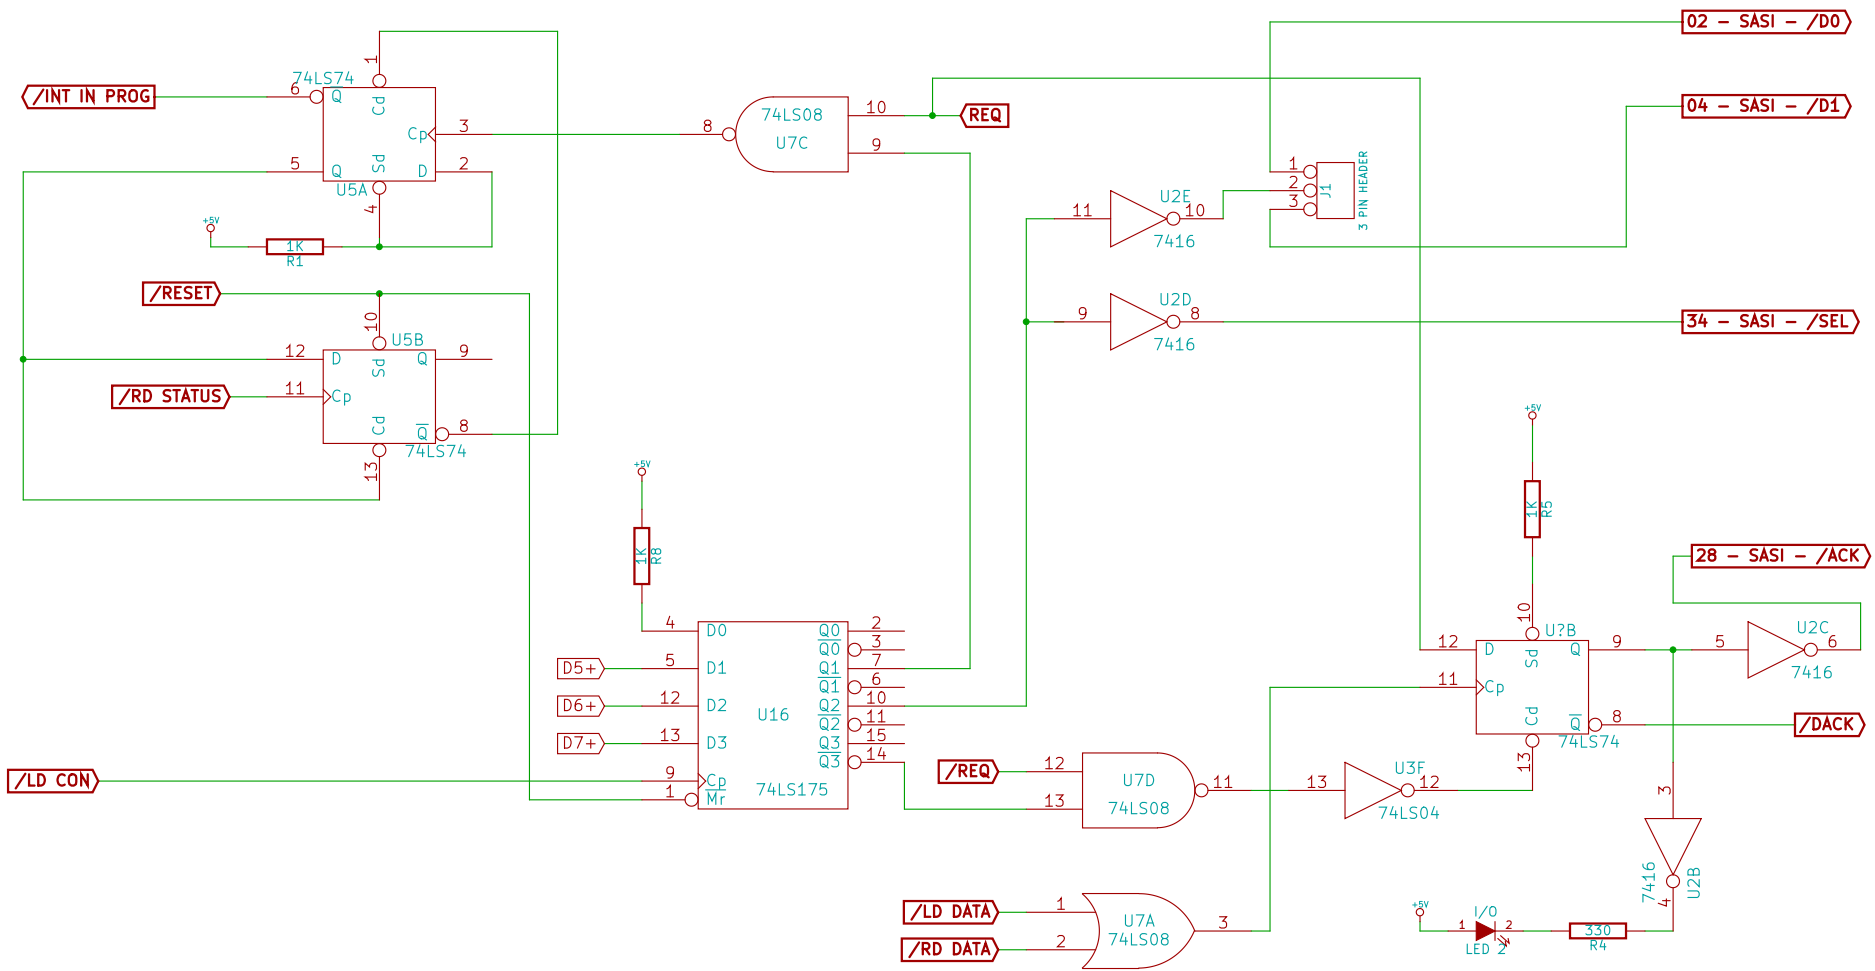 02 - SASI - /D0
1
74LS74
/INT IN PROG
6
Q
Cd
Cp
3
8
74LS08
U7C
10
REQ
9
04 - SASI - /D1
5
Q
Sd
D
2
U5A
4
+5V
1K
R1
U2E
11
10
7416
1
2
3
J1
3 PIN HEADER
/RESET
10
U5B
12
D
Sd
Q
9
/RD STATUS
11
Cp
Cd
Q
8
13
74LS74
U2D
9
8
7416
34 - SASI - /SEL
+5V
1K
R8
+5V
1K
R5
28 - SASI - /ACK
4
D0
Q0
2
Q0
3
D5+
5
D1
Q1
7
Q1
6
D6+
12
D2
Q2
10
U16
Q2
11
D7+
13
D3
Q3
15
Q3
14
/LD CON
9
Cp
74LS175
1
Mr
10
U?B
12
D
Sd
Q
9
5
U2C
6
7416
11
Cp
Cd
Q
8
/DACK
13
74LS74
/REQ
12
U7D
11
13
74LS08
13
U3F
12
74LS04
3
7416
U2B
4
/LD DATA
1
U7A
3
74LS08
/RD DATA
2
+5V
I/O
1
2
LED 2
330
R4